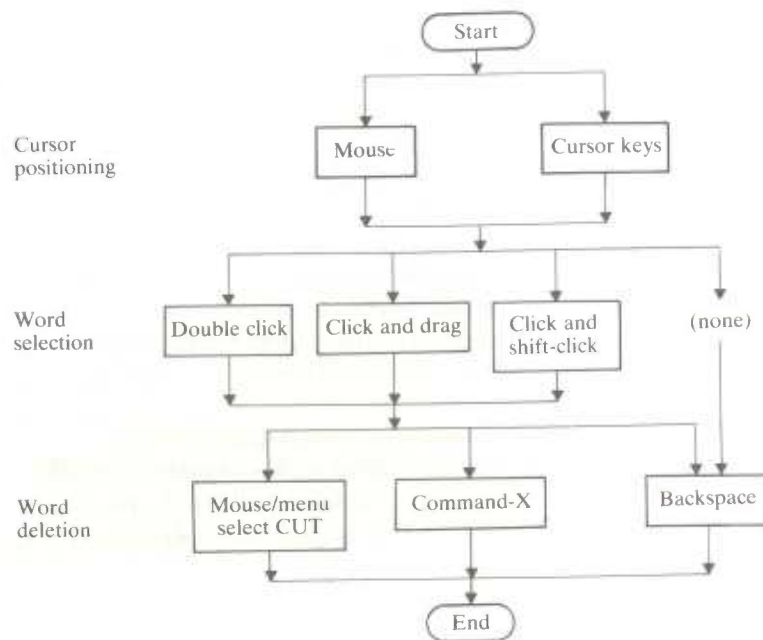 Start
Cursor
positioning
Mouse
Cursor keys
Word
selection
Double click
Click and drag
Click and
shift-click
(none)
Word
deletion
Mouse/menu
select CUT
Command-X
Backspace
End